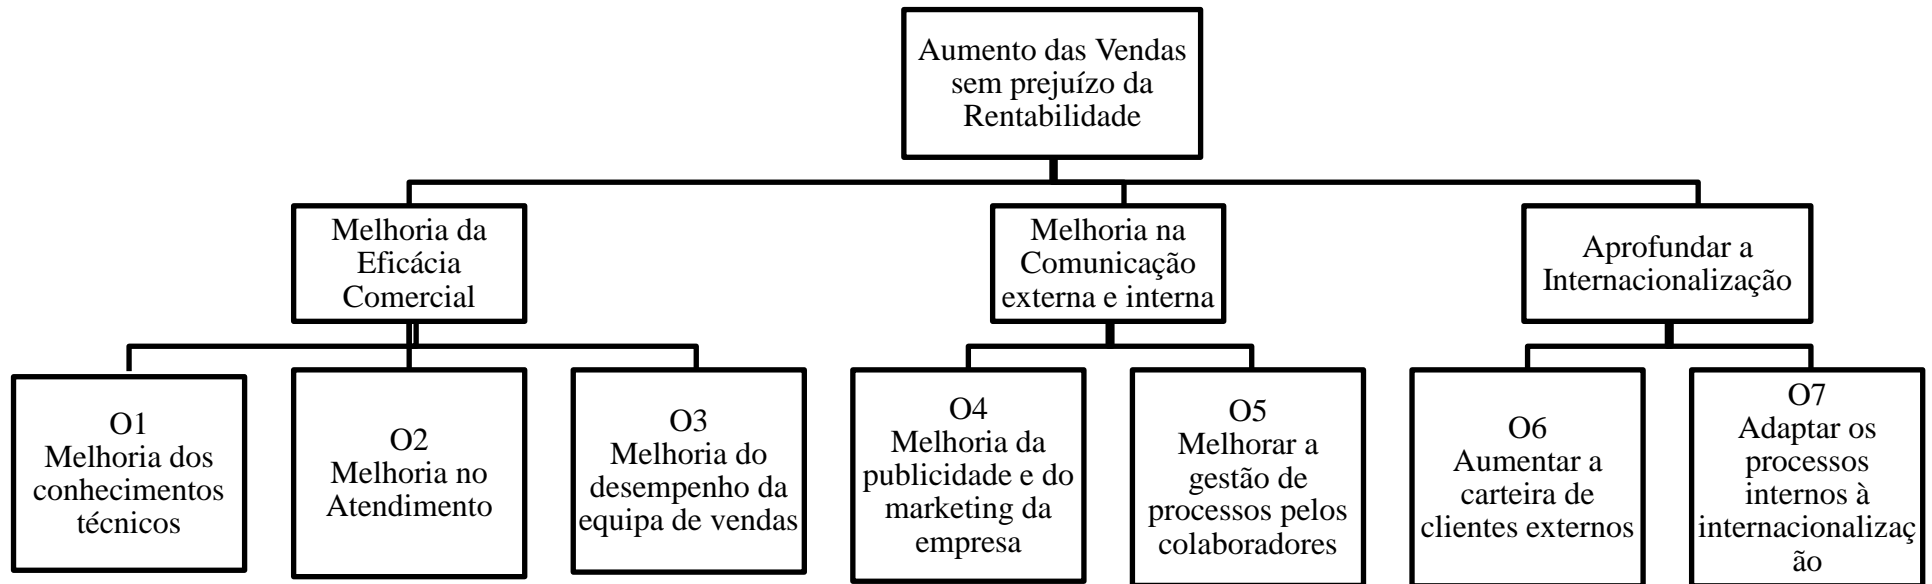 Aumento das Vendas
sem prejuízo da
Rentabilidade
Melhoria da
Eficácia
Comercial
Melhoria na
Comunicação
externa e interna
Aprofundar a
Internacionalização
O1
Melhoria dos
conhecimentos
técnicos
O2
Melhoria no
Atendimento
O3
Melhoria do
desempenho da
equipa de vendas
O4
Melhoria da
publicidade e do
marketing da
empresa
O5
Melhorar a
gestão de
processos pelos
colaboradores
O6
Aumentar a
carteira de
clientes externos
O7
Adaptar os
processos
internos à
internacionalizaç
ão